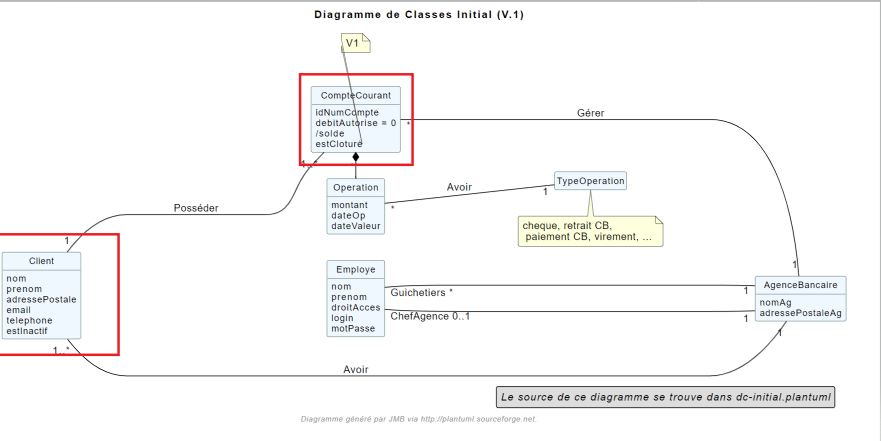 Diagramme de Classes Initial (V.1)
V1
CompteCourant
idNumCompte
debitAutorise = 0
/solde
estCloture
*
Gérer
1..*
Operation
montant
dateOp
dateValeur
*
Avoir
1
TypeOperation
cheque, retrait CB,
paiement CB, virement, ...
Posséder
1
Client
nom
prenom
adressePostale
email
telephone
estInactif
1..*
Employe
nom
prenom
droitAcces
login
motPasse
Guichetiers *
1
ChefAgence 0..1
1
1
AgenceBancaire
nomAg
adressePostaleAg
1
Avoir
Le source de ce diagramme se trouve dans dc-initial.plantuml
Diagramme généré par JMB via http://plantuml.sourceforge.net.